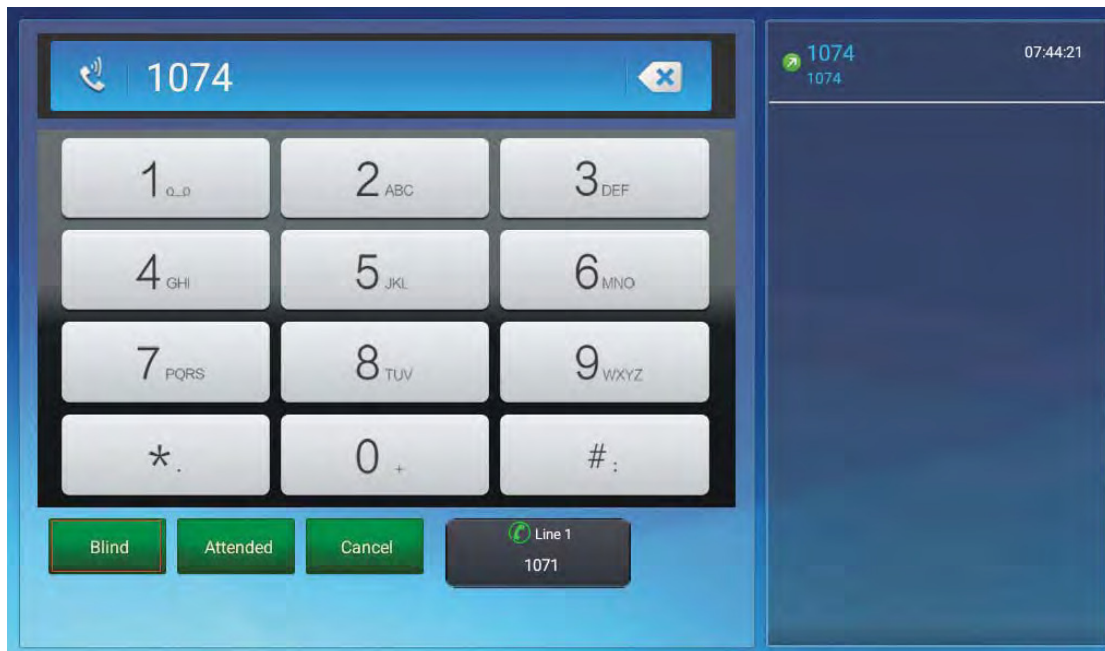 1074
1
2 ABC
3 DEF
4 GHI
5 JKL
6 MNO
7 PQRS
8 TUV
9 WXYZ
* .
0 +
# :
Blind
Attended
Cancel
Line 1
1071
1074 07:44:21
1074